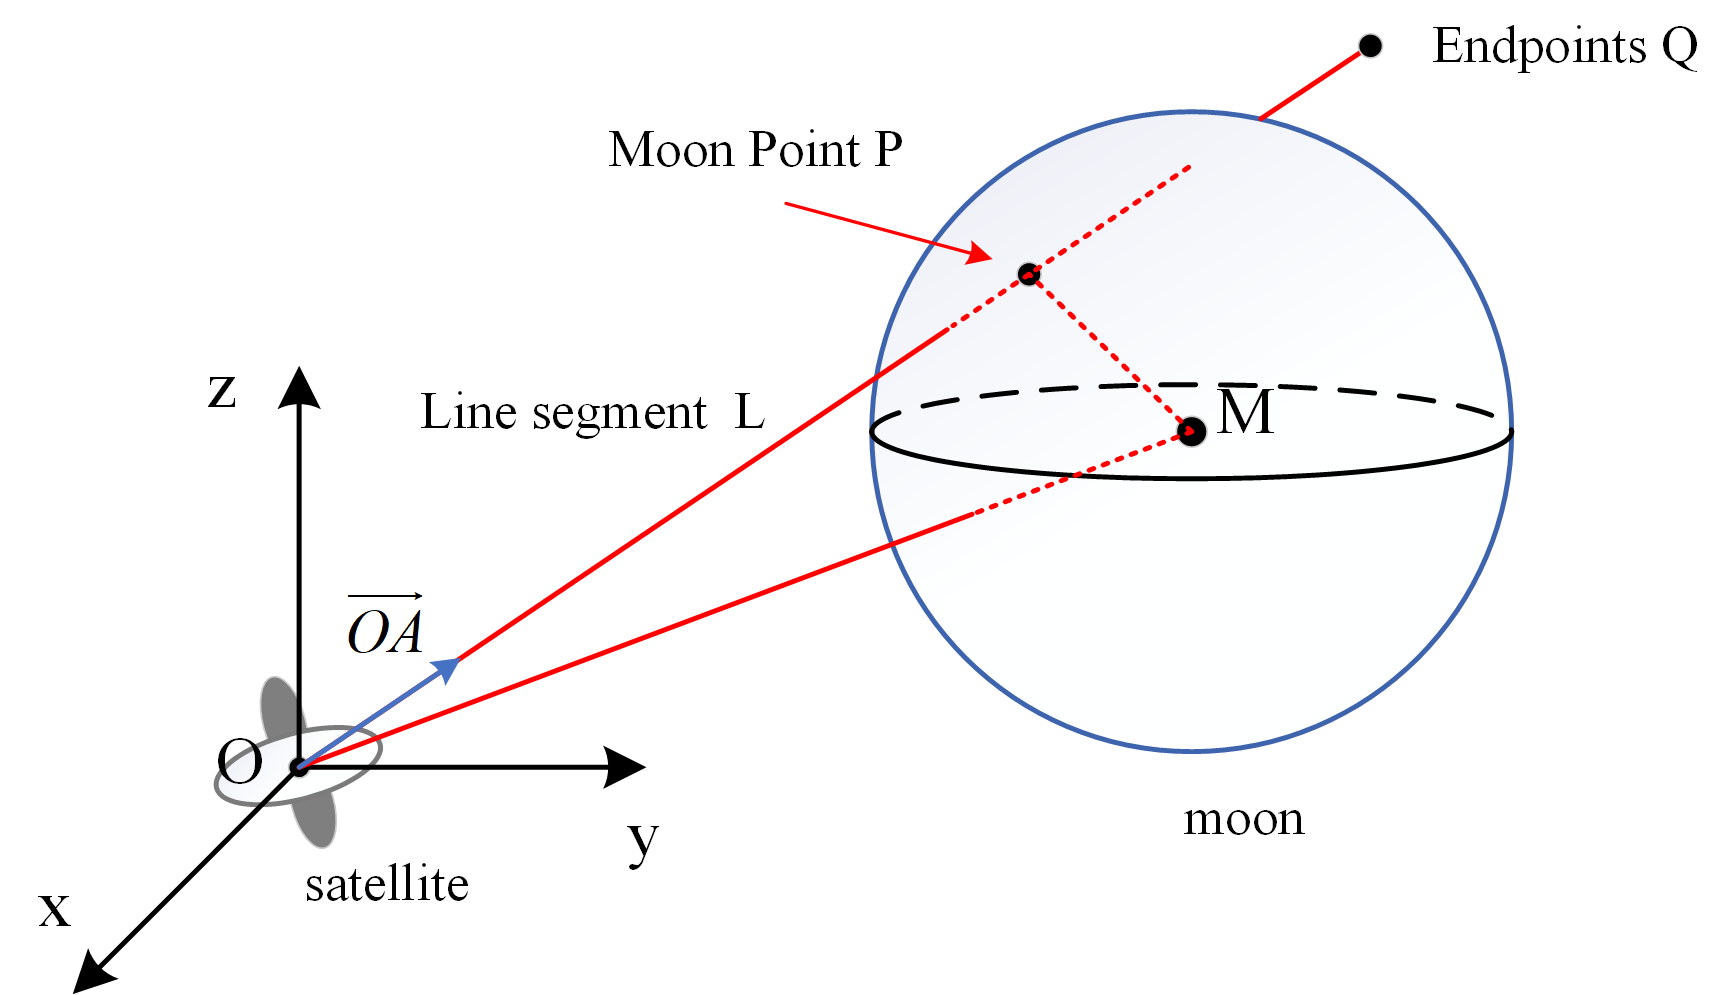 Endpoints Q
Moon Point P
z
Line segment L
M
OA
O
y
moon
satellite
x